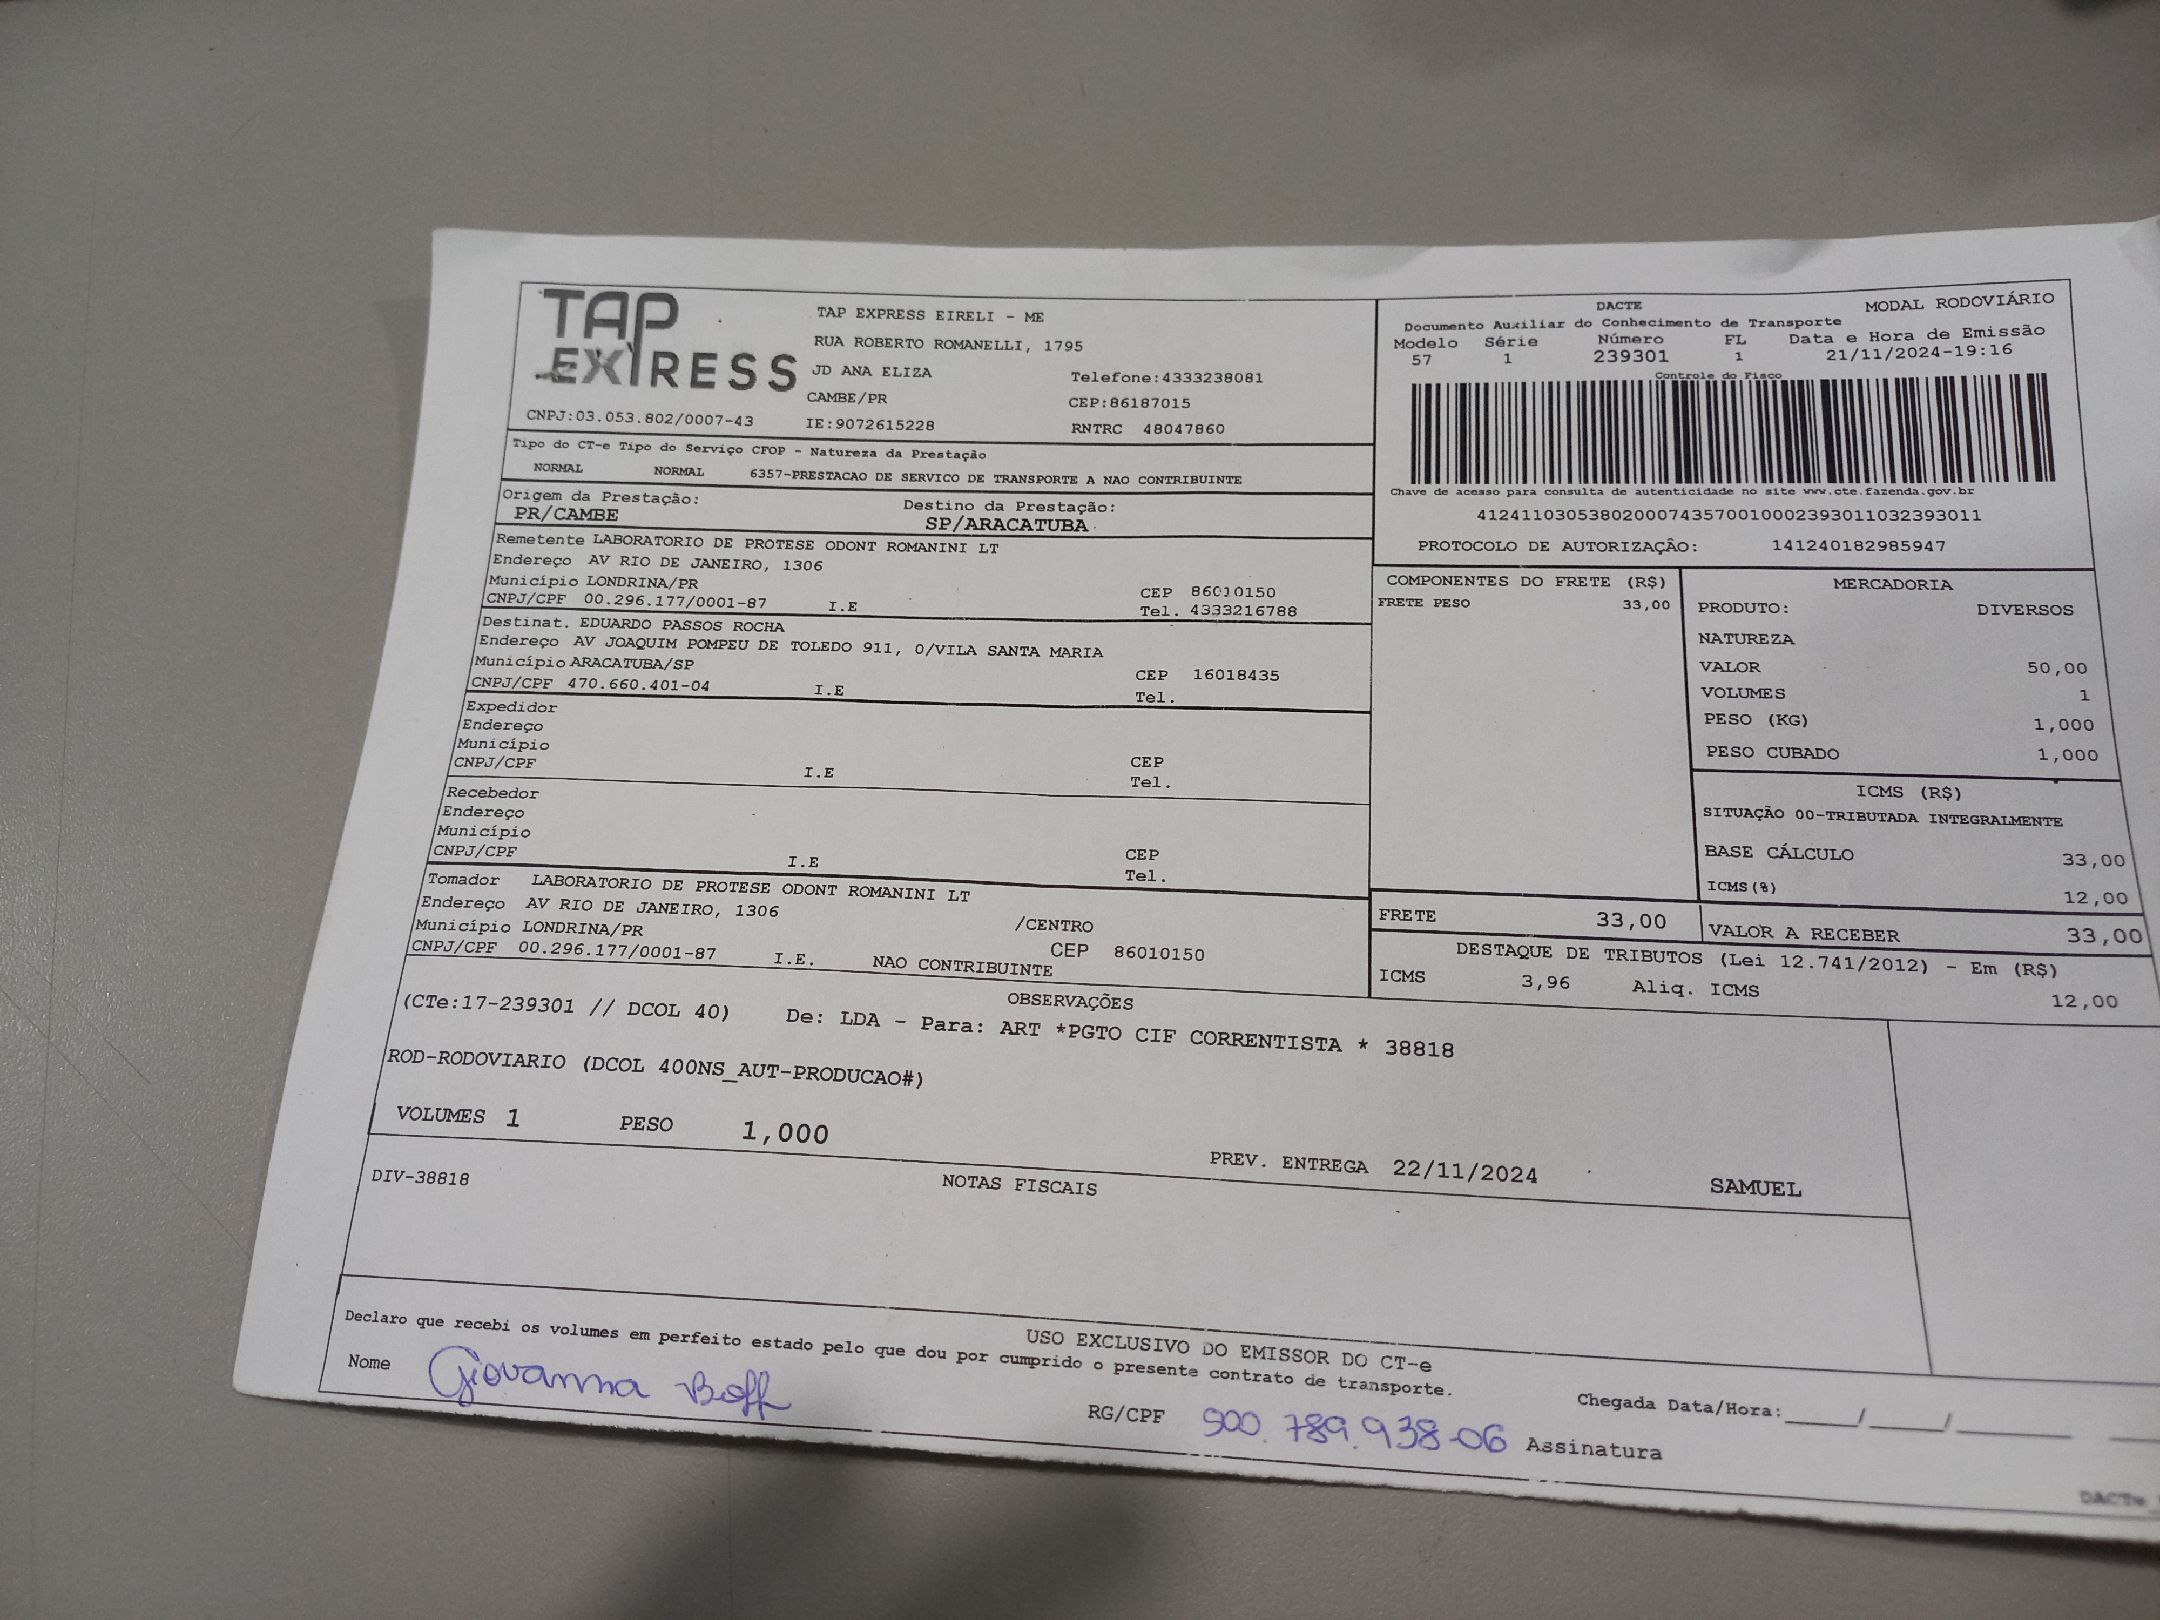 TAP EXPRESS
TAP EXPRESS EIRELI - ME
RUA ROBERTO ROMANELLI, 1795
JD ANA ELIZA
Telefone:4333238081
CAMBE/PR
CEP:86187015
CNPJ:03.053.802/0007-43
IE:9072615228
RNTRC 48047860
DACTE
MODAL RODOVIÁRIO
Documento Auxiliar do Conhecimento de Transporte
Modelo Série Número FL Data e Hora de Emissão
57 1 239301 1 21/11/2024-19:16
Controle do Fisco
Chave de acesso para consulta de autenticidade no site www.cte.fazenda.gov.br
41241103053802000743570010002393011032393011
PROTOCOLO DE AUTORIZAÇÃO: 141240182985947
Tipo do CT-e Tipo do Serviço CFOP - Natureza da Prestação
NORMAL NORMAL 6357-PRESTACAO DE SERVICO DE TRANSPORTE A NAO CONTRIBUINTE
Origem da Prestação: Destino da Prestação:
PR/CAMBE SP/ARACATUBA
Remetente LABORATORIO DE PROTESE ODONT ROMANINI LT
Endereço AV RIO DE JANEIRO, 1306
Município LONDRINA/PR CEP 86010150
CNPJ/CPF 00.296.177/0001-87 I.E Tel. 4333216788
Destinat. EDUARDO PASSOS ROCHA
Endereço AV JOAQUIM POMPEU DE TOLEDO 911, 0/VILA SANTA MARIA
Município ARACATUBA/SP CEP 16018435
CNPJ/CPF 470.660.401-04 I.E Tel.
Expedidor
Endereço
Município CEP
CNPJ/CPF I.E Tel.
Recebedor
Endereço
Município CEP
CNPJ/CPF I.E Tel.
Tomador LABORATORIO DE PROTESE ODONT ROMANINI LT
Endereço AV RIO DE JANEIRO, 1306 /CENTRO
Município LONDRINA/PR CEP 86010150
CNPJ/CPF 00.296.177/0001-87 I.E. NAO CONTRIBUINTE
COMPONENTES DO FRETE (R$)
FRETE PESO 33,00
MERCADORIA
PRODUTO: DIVERSOS
NATUREZA
VALOR 50,00
VOLUMES 1
PESO (KG) 1,000
PESO CUBADO 1,000
ICMS (R$)
SITUAÇÃO 00-TRIBUTADA INTEGRALMENTE
BASE CÁLCULO 33,00
ICMS(%) 12,00
FRETE 33,00 VALOR A RECEBER 33,00
DESTAQUE DE TRIBUTOS (Lei 12.741/2012) - Em (R$)
ICMS 3,96 Aliq. ICMS 12,00
OBSERVAÇÕES
(CTe:17-239301 // DCOL 40) De: LDA - Para: ART *PGTO CIF CORRENTISTA * 38818
ROD-RODOVIARIO (DCOL 400NS_AUT-PRODUCAO#)
VOLUMES 1 PESO 1,000
PREV. ENTREGA 22/11/2024 SAMUEL
DIV-38818 NOTAS FISCAIS
USO EXCLUSIVO DO EMISSOR DO CT-e
Declaro que recebi os volumes em perfeito estado pelo que dou por cumprido o presente contrato de transporte.
Nome Giovanna Boff RG/CPF 900.789.938-06 Assinatura
Chegada Data/Hora:____/____/____